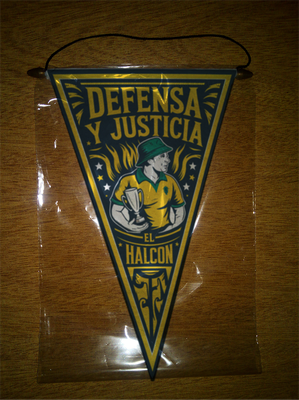 DEFENSA
Y JUSTICIA
EL
HALCON